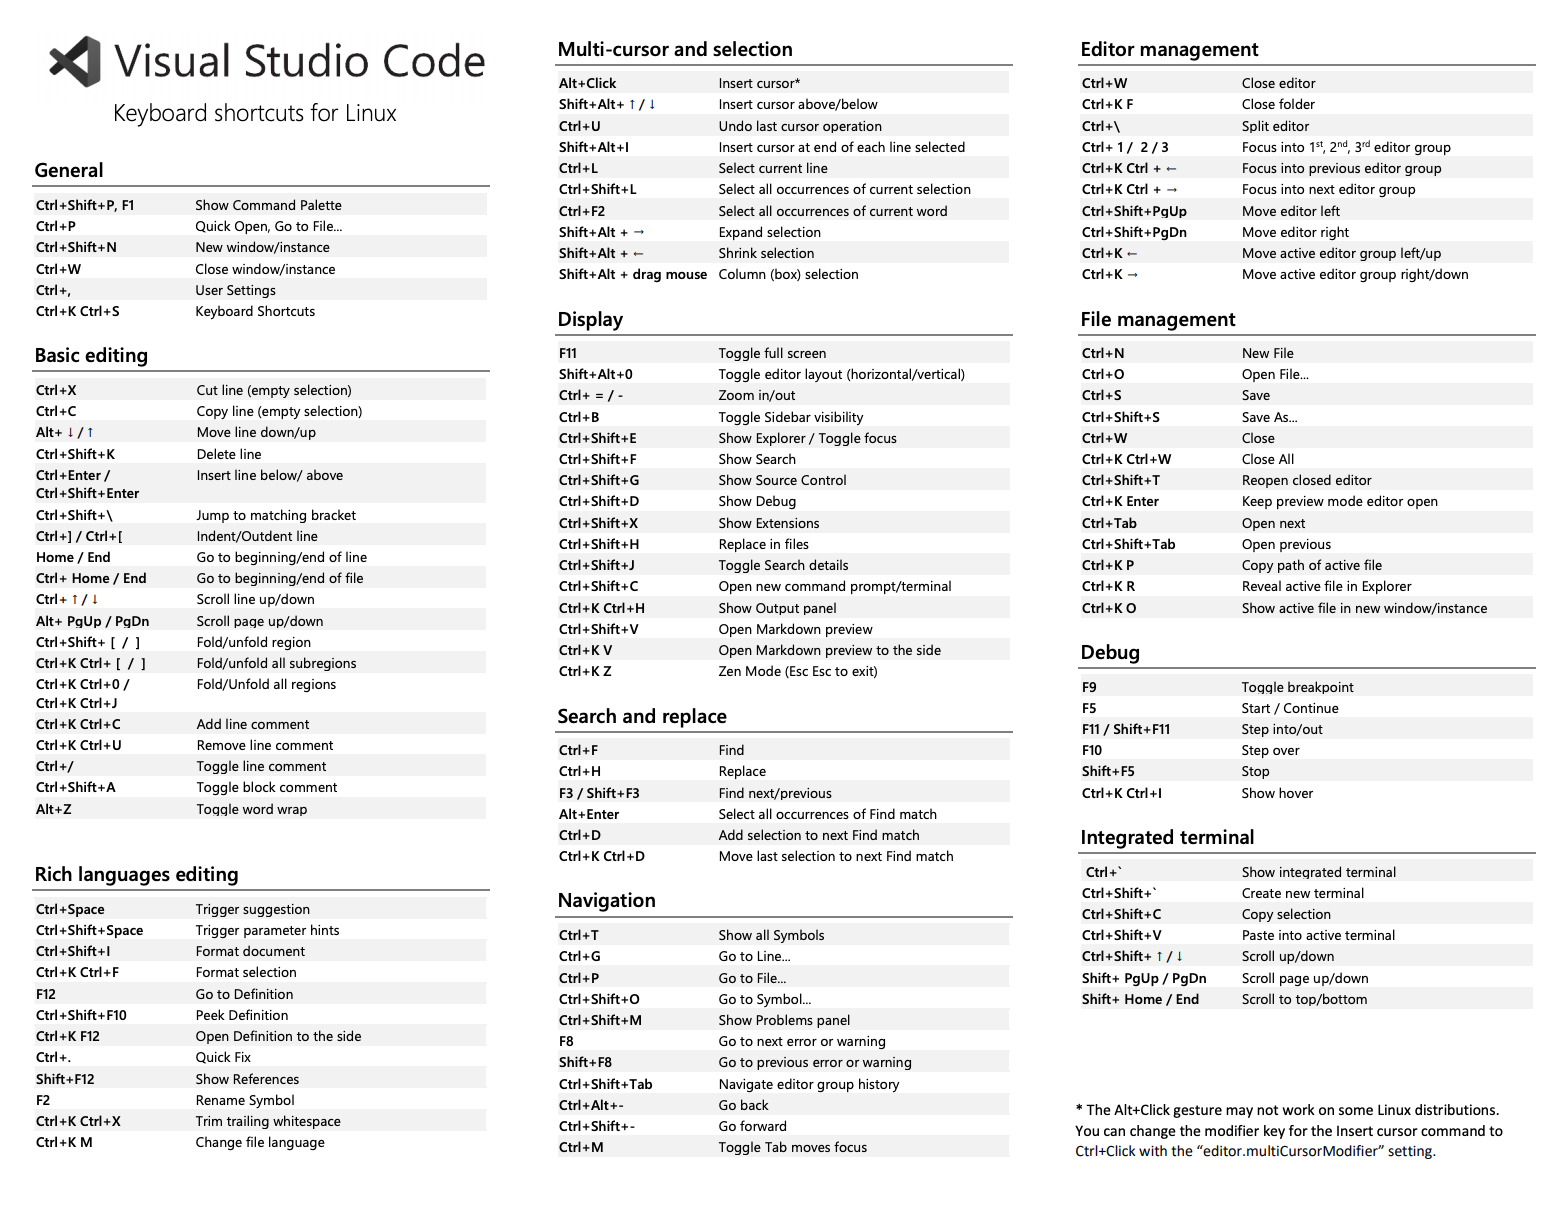 Visual Studio Code
Keyboard shortcuts for Linux
General
Ctrl+Shift+P, F1 Show Command Palette
Ctrl+P Quick Open, Go to File...
Ctrl+Shift+N New window/instance
Ctrl+W Close window/instance
Ctrl+, User Settings
Ctrl+K Ctrl+S Keyboard Shortcuts
Basic editing
Ctrl+X Cut line (empty selection)
Ctrl+C Copy line (empty selection)
Alt+ ↓ / ↑ Move line down/up
Ctrl+Shift+K Delete line
Ctrl+Enter / Insert line below/ above
Ctrl+Shift+Enter
Ctrl+Shift+\ Jump to matching bracket
Ctrl+] / Ctrl+[ Indent/Outdent line
Home / End Go to beginning/end of line
Ctrl+ Home / End Go to beginning/end of file
Ctrl+ ↑ / ↓ Scroll line up/down
Alt+ PgUp / PgDn Scroll page up/down
Ctrl+Shift+ [ / ] Fold/unfold region
Ctrl+K Ctrl+ [ / ] Fold/unfold all subregions
Ctrl+K Ctrl+0 / Fold/Unfold all regions
Ctrl+K Ctrl+J
Ctrl+K Ctrl+C Add line comment
Ctrl+K Ctrl+U Remove line comment
Ctrl+/ Toggle line comment
Ctrl+Shift+A Toggle block comment
Alt+Z Toggle word wrap
Rich languages editing
Ctrl+Space Trigger suggestion
Ctrl+Shift+Space Trigger parameter hints
Ctrl+Shift+I Format document
Ctrl+K Ctrl+F Format selection
F12 Go to Definition
Ctrl+Shift+F10 Peek Definition
Ctrl+K F12 Open Definition to the side
Ctrl+. Quick Fix
Shift+F12 Show References
F2 Rename Symbol
Ctrl+K Ctrl+X Trim trailing whitespace
Ctrl+K M Change file language
Multi-cursor and selection
Alt+Click Insert cursor*
Shift+Alt+ ↑ / ↓ Insert cursor above/below
Ctrl+U Undo last cursor operation
Shift+Alt+I Insert cursor at end of each line selected
Ctrl+L Select current line
Ctrl+Shift+L Select all occurrences of current selection
Ctrl+F2 Select all occurrences of current word
Shift+Alt + → Expand selection
Shift+Alt + ← Shrink selection
Shift+Alt + drag mouse Column (box) selection
Display
F11 Toggle full screen
Shift+Alt+0 Toggle editor layout (horizontal/vertical)
Ctrl+ = / - Zoom in/out
Ctrl+B Toggle Sidebar visibility
Ctrl+Shift+E Show Explorer / Toggle focus
Ctrl+Shift+F Show Search
Ctrl+Shift+G Show Source Control
Ctrl+Shift+D Show Debug
Ctrl+Shift+X Show Extensions
Ctrl+Shift+H Replace in files
Ctrl+Shift+J Toggle Search details
Ctrl+Shift+C Open new command prompt/terminal
Ctrl+K Ctrl+H Show Output panel
Ctrl+Shift+V Open Markdown preview
Ctrl+K V Open Markdown preview to the side
Ctrl+K Z Zen Mode (Esc Esc to exit)
Search and replace
Ctrl+F Find
Ctrl+H Replace
F3 / Shift+F3 Find next/previous
Alt+Enter Select all occurrences of Find match
Ctrl+D Add selection to next Find match
Ctrl+K Ctrl+D Move last selection to next Find match
Navigation
Ctrl+T Show all Symbols
Ctrl+G Go to Line...
Ctrl+P Go to File...
Ctrl+Shift+O Go to Symbol...
Ctrl+Shift+M Show Problems panel
F8 Go to next error or warning
Shift+F8 Go to previous error or warning
Ctrl+Shift+Tab Navigate editor group history
Ctrl+Alt+- Go back
Ctrl+Shift+- Go forward
Ctrl+M Toggle Tab moves focus
Editor management
Ctrl+W Close editor
Ctrl+K F Close folder
Ctrl+\ Split editor
Ctrl+ 1 / 2 / 3 Focus into 1st, 2nd, 3rd editor group
Ctrl+K Ctrl + ← Focus into previous editor group
Ctrl+K Ctrl + → Focus into next editor group
Ctrl+Shift+PgUp Move editor left
Ctrl+Shift+PgDn Move editor right
Ctrl+K ← Move active editor group left/up
Ctrl+K → Move active editor group right/down
File management
Ctrl+N New File
Ctrl+O Open File...
Ctrl+S Save
Ctrl+Shift+S Save As...
Ctrl+W Close
Ctrl+K Ctrl+W Close All
Ctrl+Shift+T Reopen closed editor
Ctrl+K Enter Keep preview mode editor open
Ctrl+Tab Open next
Ctrl+Shift+Tab Open previous
Ctrl+K P Copy path of active file
Ctrl+K R Reveal active file in Explorer
Ctrl+K O Show active file in new window/instance
Debug
F9 Toggle breakpoint
F5 Start / Continue
F11 / Shift+F11 Step into/out
F10 Step over
Shift+F5 Stop
Ctrl+K Ctrl+I Show hover
Integrated terminal
Ctrl+` Show integrated terminal
Ctrl+Shift+` Create new terminal
Ctrl+Shift+C Copy selection
Ctrl+Shift+V Paste into active terminal
Ctrl+Shift+ ↑ / ↓ Scroll up/down
Shift+ PgUp / PgDn Scroll page up/down
Shift+ Home / End Scroll to top/bottom
* The Alt+Click gesture may not work on some Linux distributions.
You can change the modifier key for the Insert cursor command to
Ctrl+Click with the “editor.multiCursorModifier” setting.